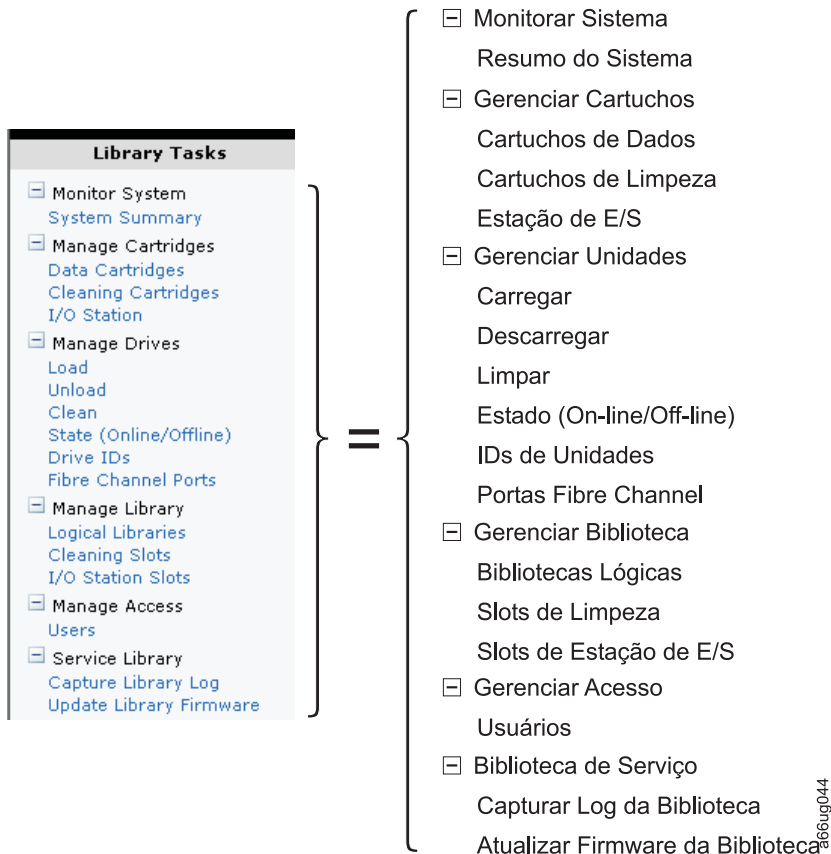 Library Tasks
Monitor System
System Summary
Manage Cartridges
Data Cartridges
Cleaning Cartridges
I/O Station
Manage Drives
Load
Unload
Clean
State (Online/Offline)
Drive IDs
Fibre Channel Ports
Manage Library
Logical Libraries
Cleaning Slots
I/O Station Slots
Manage Access
Users
Service Library
Capture Library Log
Update Library Firmware
=
Monitorar Sistema
Resumo do Sistema
Gerenciar Cartuchos
Cartuchos de Dados
Cartuchos de Limpeza
Estação de E/S
Gerenciar Unidades
Carregar
Descarregar
Limpar
Estado (On-line/Off-line)
IDs de Unidades
Portas Fibre Channel
Gerenciar Biblioteca
Bibliotecas Lógicas
Slots de Limpeza
Slots de Estação de E/S
Gerenciar Acesso
Usuários
Biblioteca de Serviço
Capturar Log da Biblioteca
Atualizar Firmware da Biblioteca
a66ug044